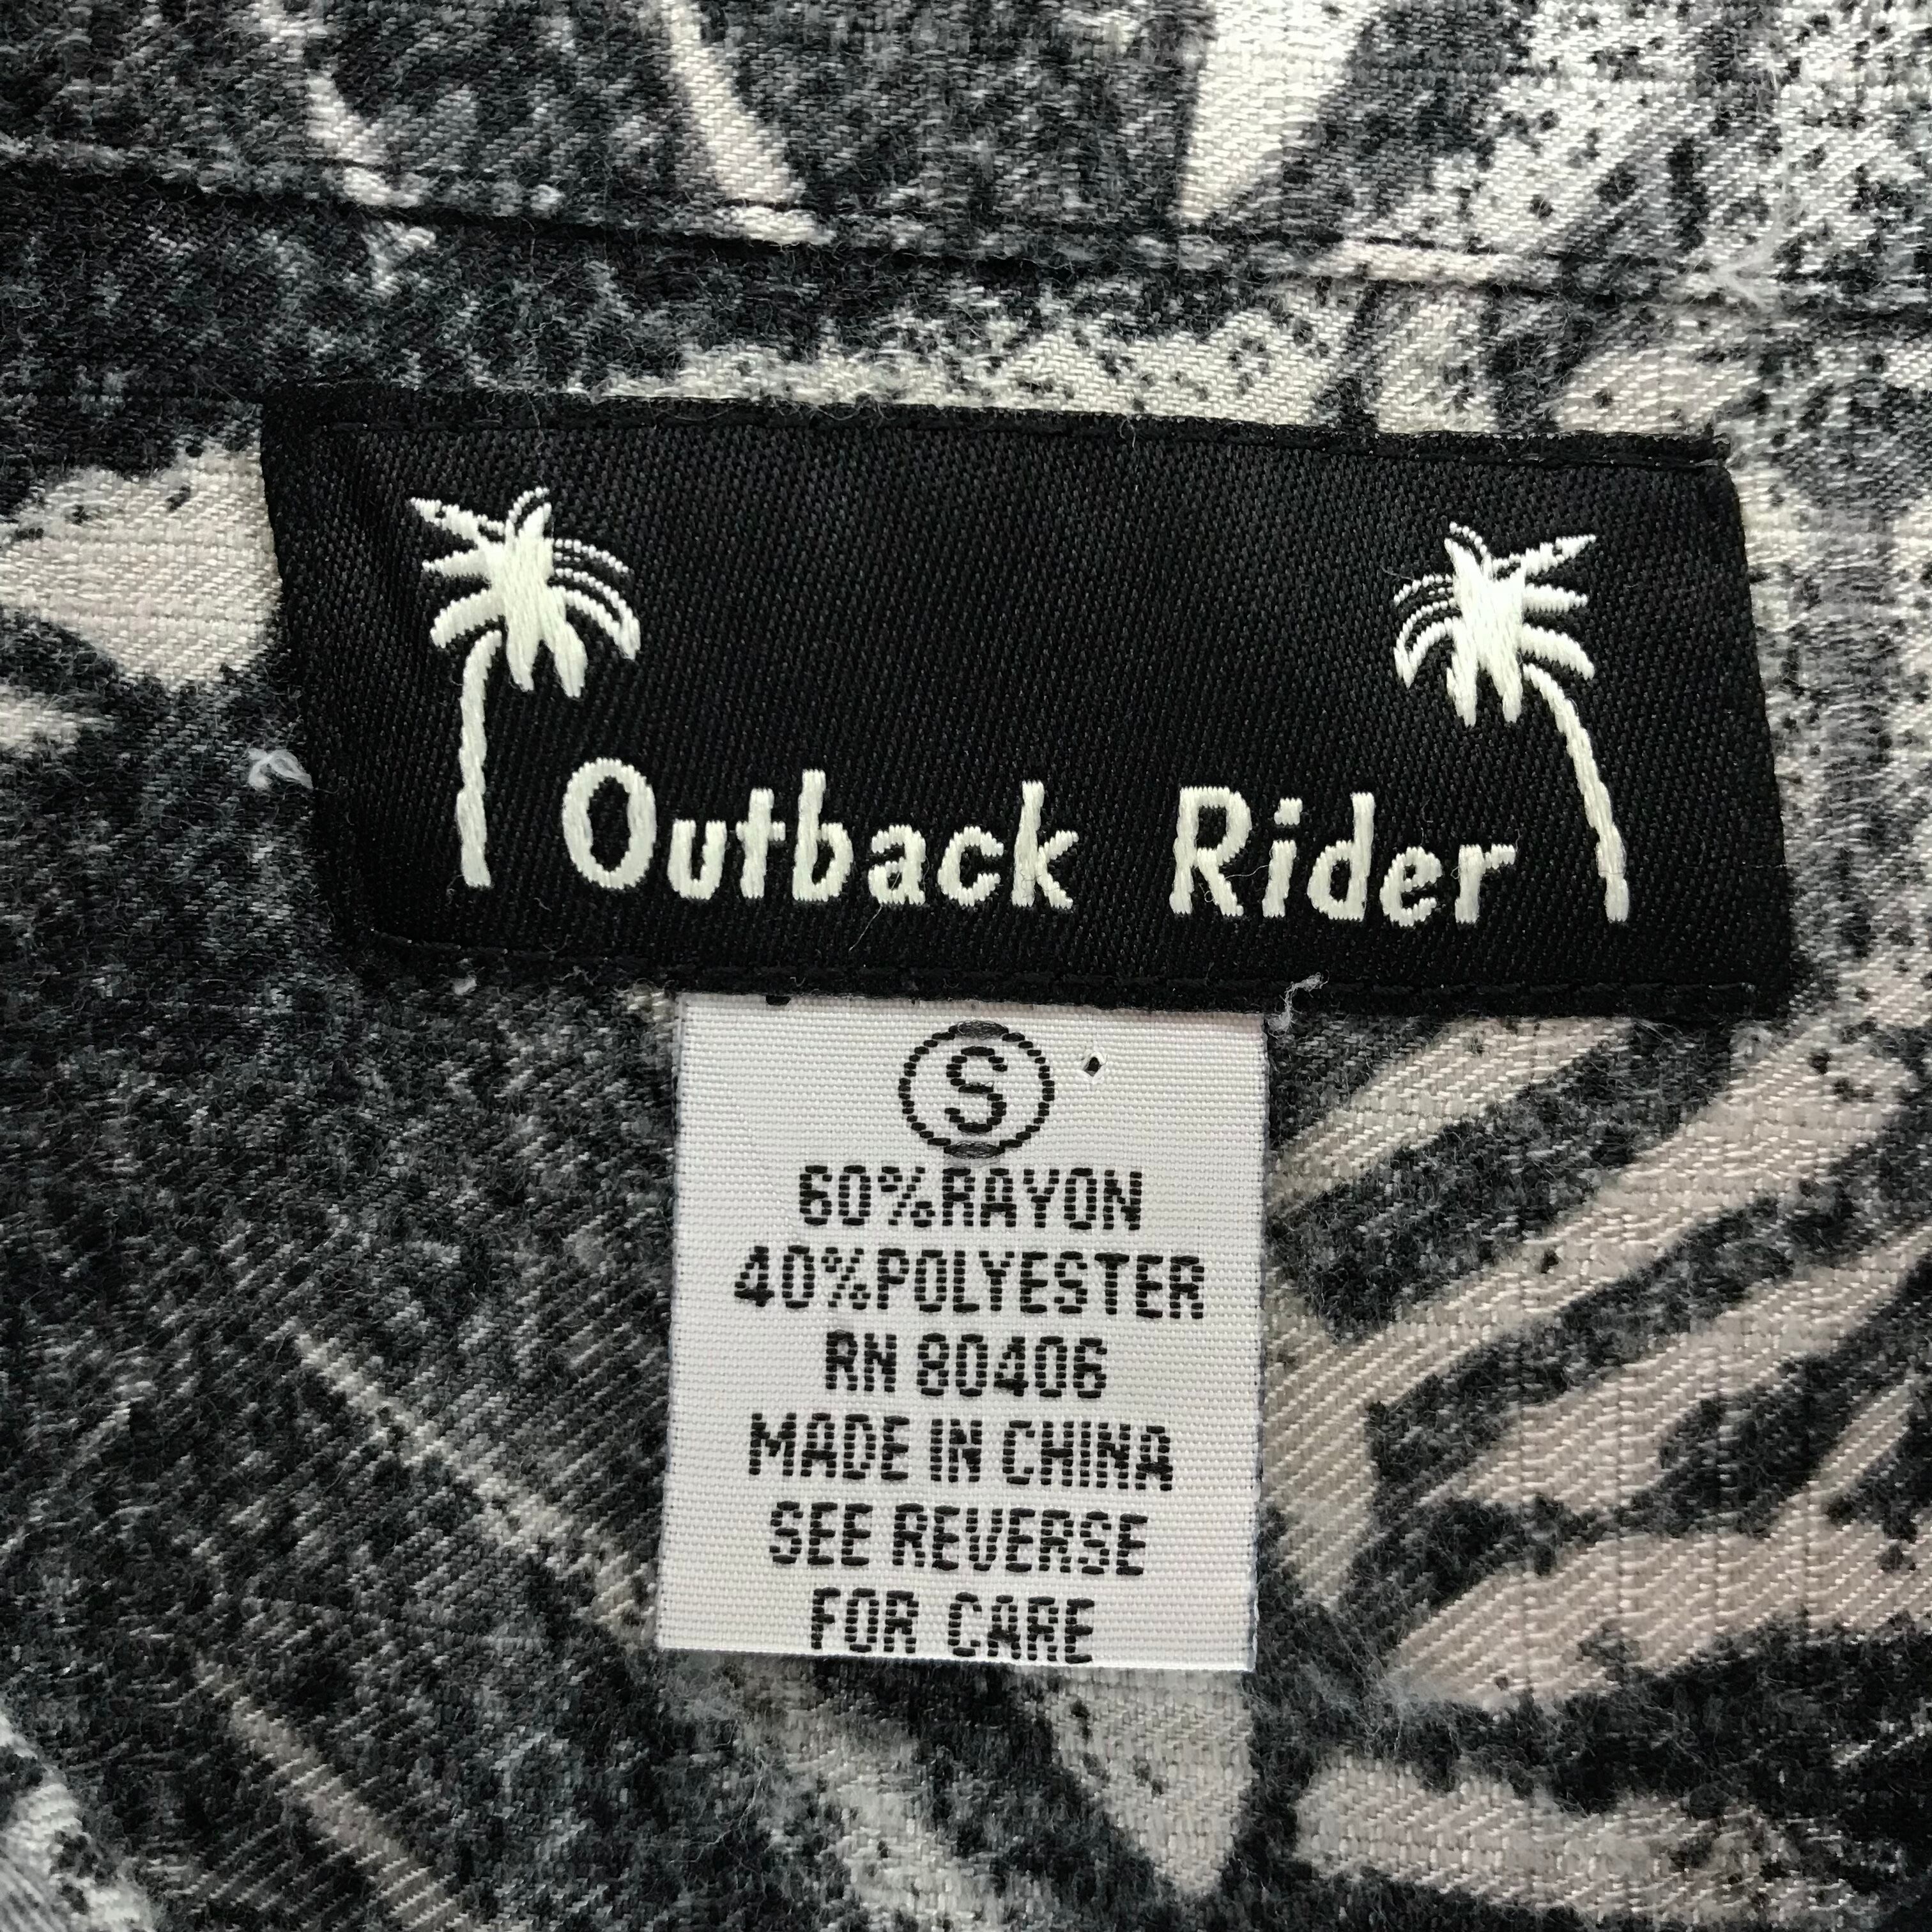 Outback Rider
S
60%RAYON
40%POLYESTER
RN 80406
MADE IN CHINA
SEE REVERSE
FOR CARE